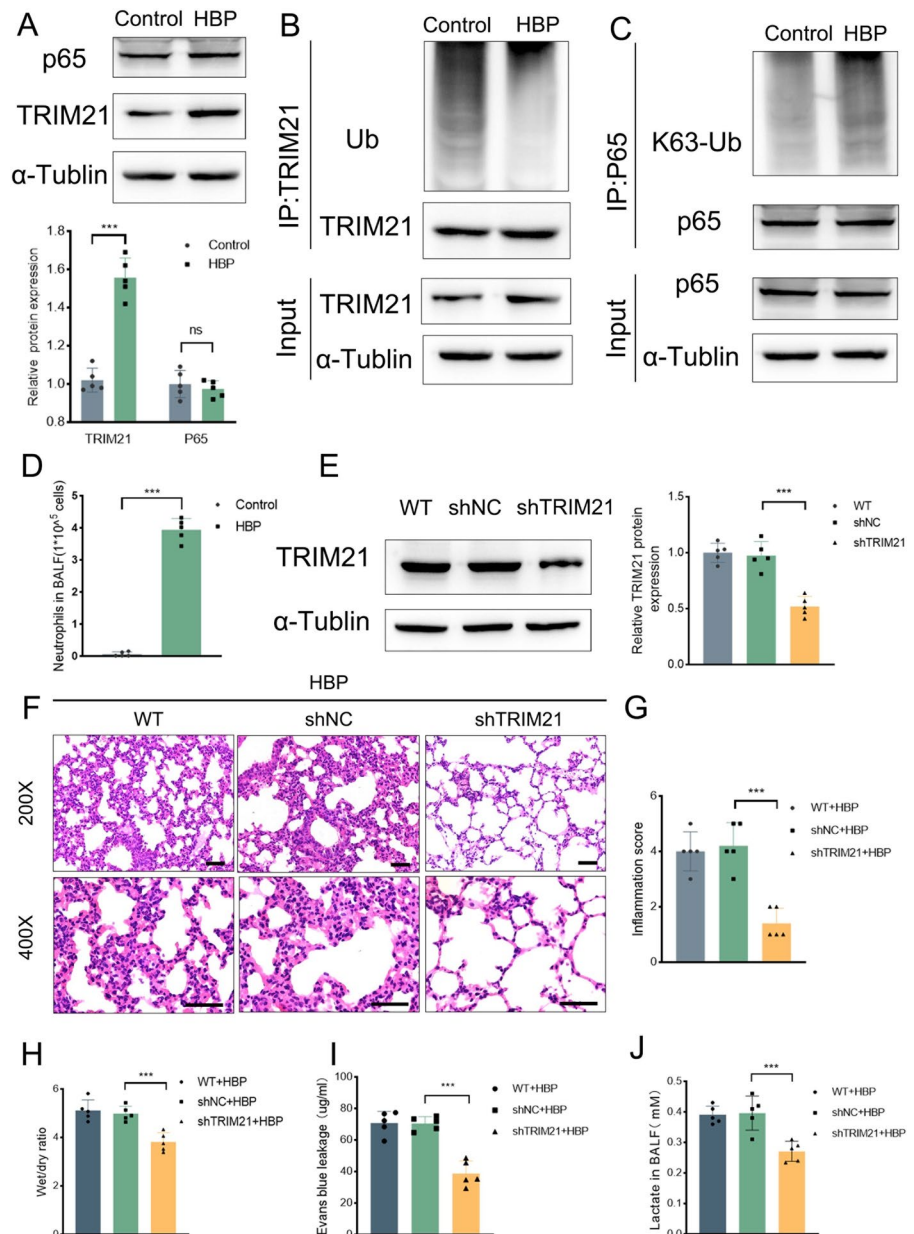 A
Control HBP
p65
TRIM21
α-Tublin
Relative protein expression
1.8
1.6
1.4
1.2
1.0
0.8
***
ns
Control
HBP
TRIM21 P65
B
Control HBP
IP:TRIM21
Ub
TRIM21
Input
TRIM21
α-Tublin
C
Control HBP
IP:P65
K63-Ub
p65
Input
p65
α-Tublin
D
Neutrophils in BALF(1*10^5 cells)
5
4
3
2
1
0
***
Control
HBP
E
WT shNC shTRIM21
TRIM21
α-Tublin
Relative TRIM21 protein
expression
1.5
1.0
0.5
0.0
***
WT
shNC
shTRIM21
F
HBP
WT shNC shTRIM21
200X
400X
G
Inflammation score
6
4
2
0
***
WT+HBP
shNC+HBP
shTRIM21+HBP
H
Wet/dry ratio
6
4
2
0
***
WT+HBP
shNC+HBP
shTRIM21+HBP
I
Evans blue leakage (ug/ml)
100
80
60
40
20
0
***
WT+HBP
shNC+HBP
shTRIM21+HBP
J
Lactate in BALF( mM)
0.4
0.3
0.2
0.1
0.0
***
WT+HBP
shNC+HBP
shTRIM21+HBP